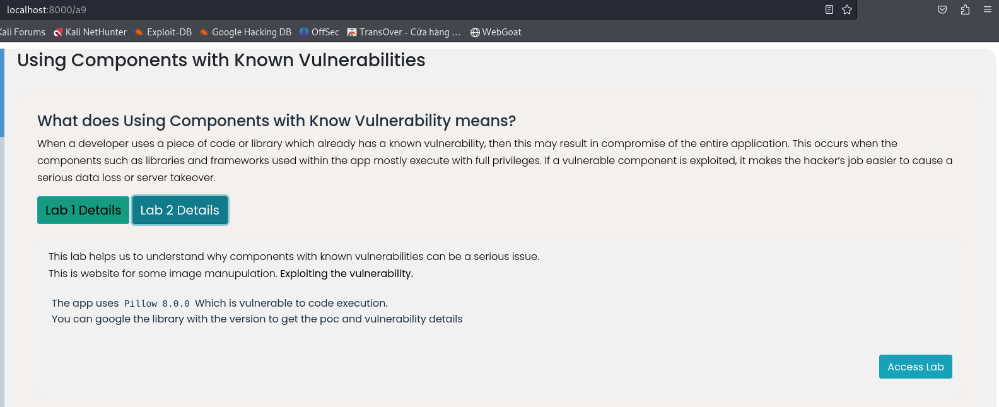 localhost:8000/a9
Kali Forums Kali NetHunter Exploit-DB Google Hacking DB OffSec TransOver - Cửa hàng ... WebGoat
Using Components with Known Vulnerabilities
What does Using Components with Know Vulnerability means?
When a developer uses a piece of code or library which already has a known vulnerability, then this may result in compromise of the entire application. This occurs when the
components such as libraries and frameworks used within the app mostly execute with full privileges. If a vulnerable component is exploited, it makes the hacker’s job easier to cause a
serious data loss or server takeover.
Lab 1 Details Lab 2 Details
This lab helps us to understand why components with known vulnerabilities can be a serious issue.
This is website for some image manupulation. Exploiting the vulnerability.
The app uses Pillow 8.0.0 Which is vulnerable to code execution.
You can google the library with the version to get the poc and vulnerability details
Access Lab